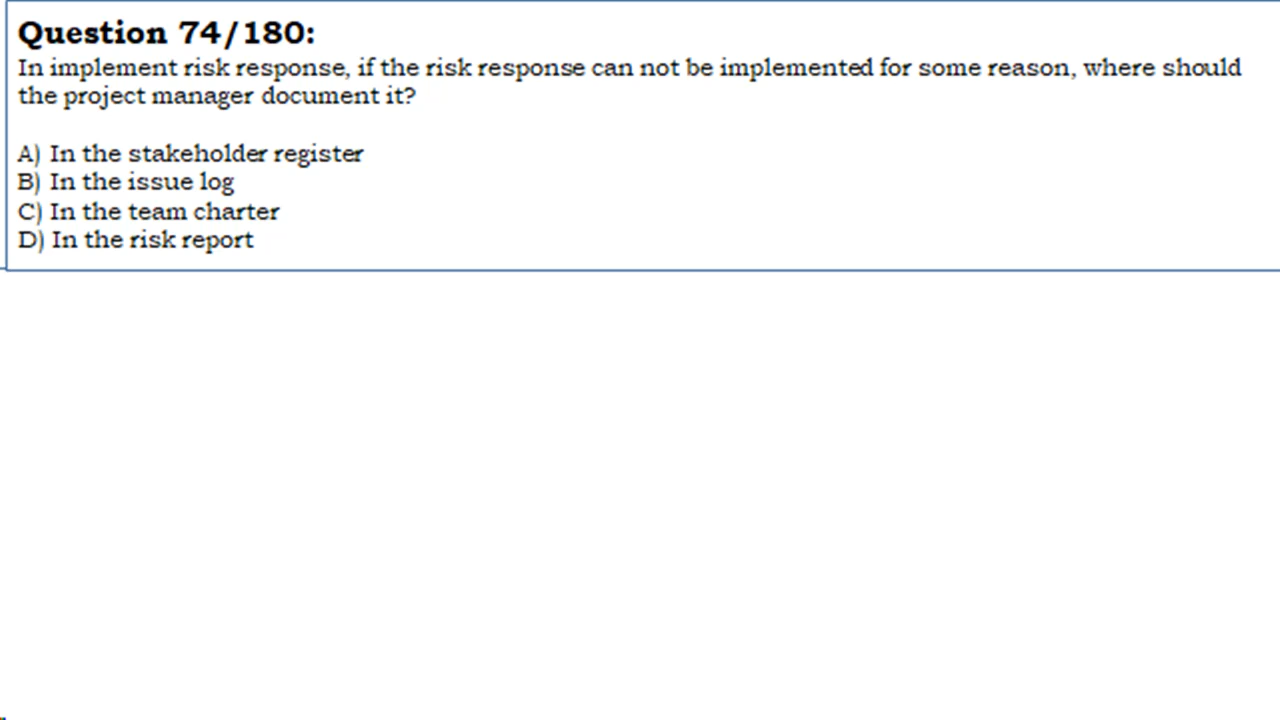 Question 74/180:
In implement risk response, if the risk response can not be implemented for some reason, where should
the project manager document it?
A) In the stakeholder register
B) In the issue log
C) In the team charter
D) In the risk report